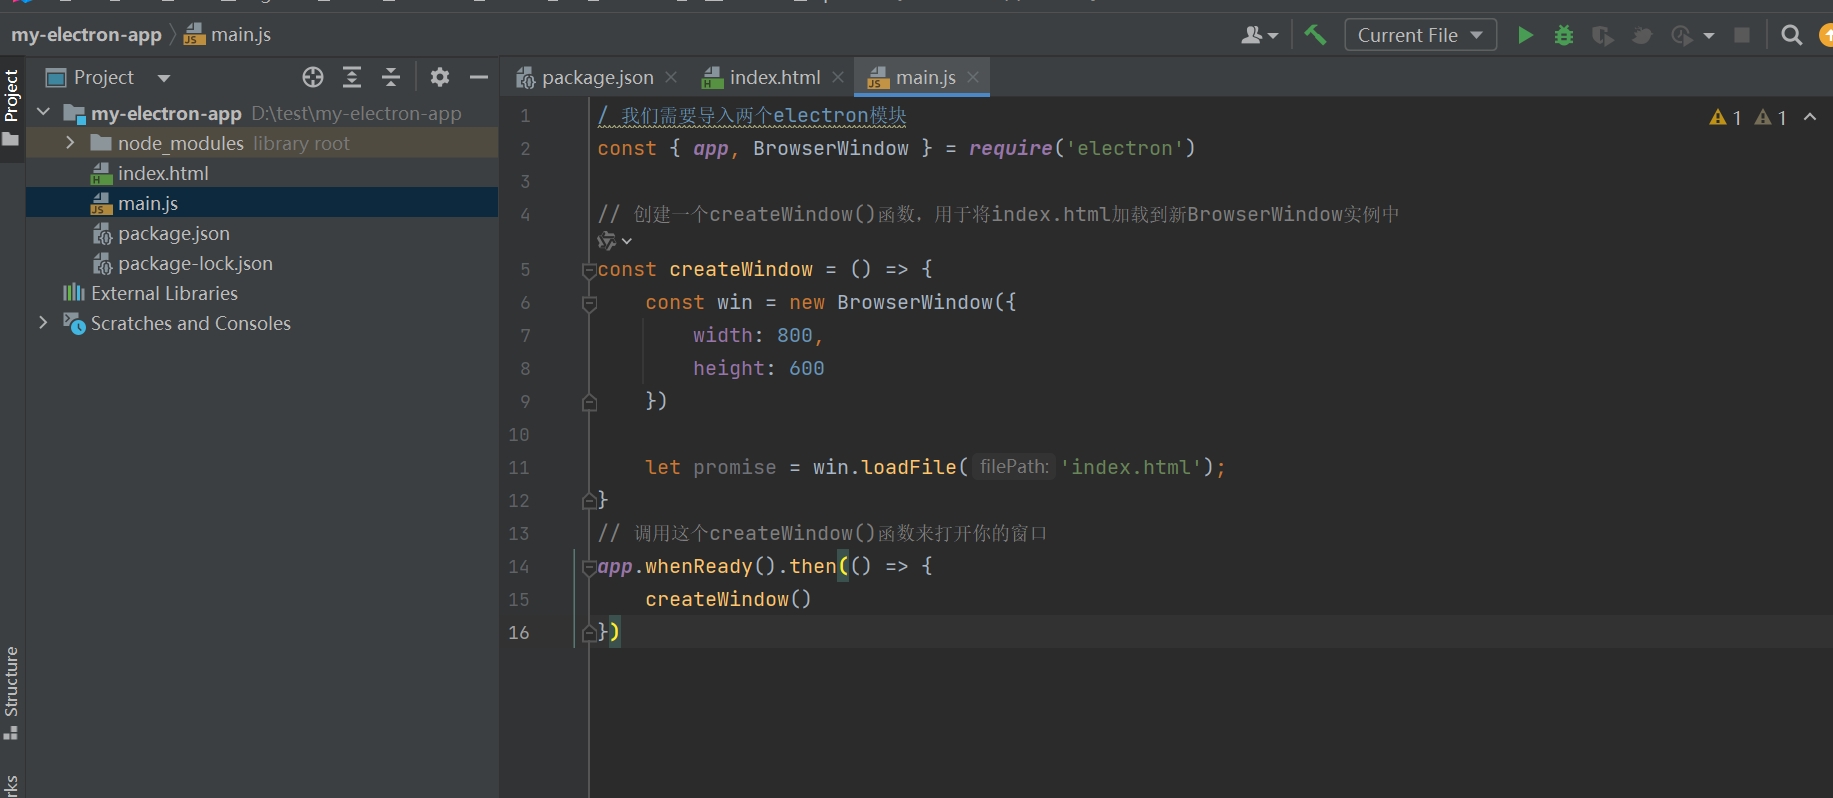 my-electron-app main.js Current File
Project package.json index.html main.js
Project
my-electron-app D:\test\my-electron-app
node_modules library root
index.html
main.js
package.json
package-lock.json
External Libraries
Scratches and Consoles
Structure
1 / 我们需要导入两个electron模块
1 1
2 const { app, BrowserWindow } = require('electron')
3
4 // 创建一个createWindow()函数，用于将index.html加载到新BrowserWindow实例中
5 const createWindow = () => {
6 const win = new BrowserWindow({
7 width: 800,
8 height: 600
9 })
10
11 let promise = win.loadFile( filePath: 'index.html');
12 }
13 // 调用这个createWindow()函数来打开你的窗口
14 app.whenReady().then(() => {
15 createWindow()
16 })